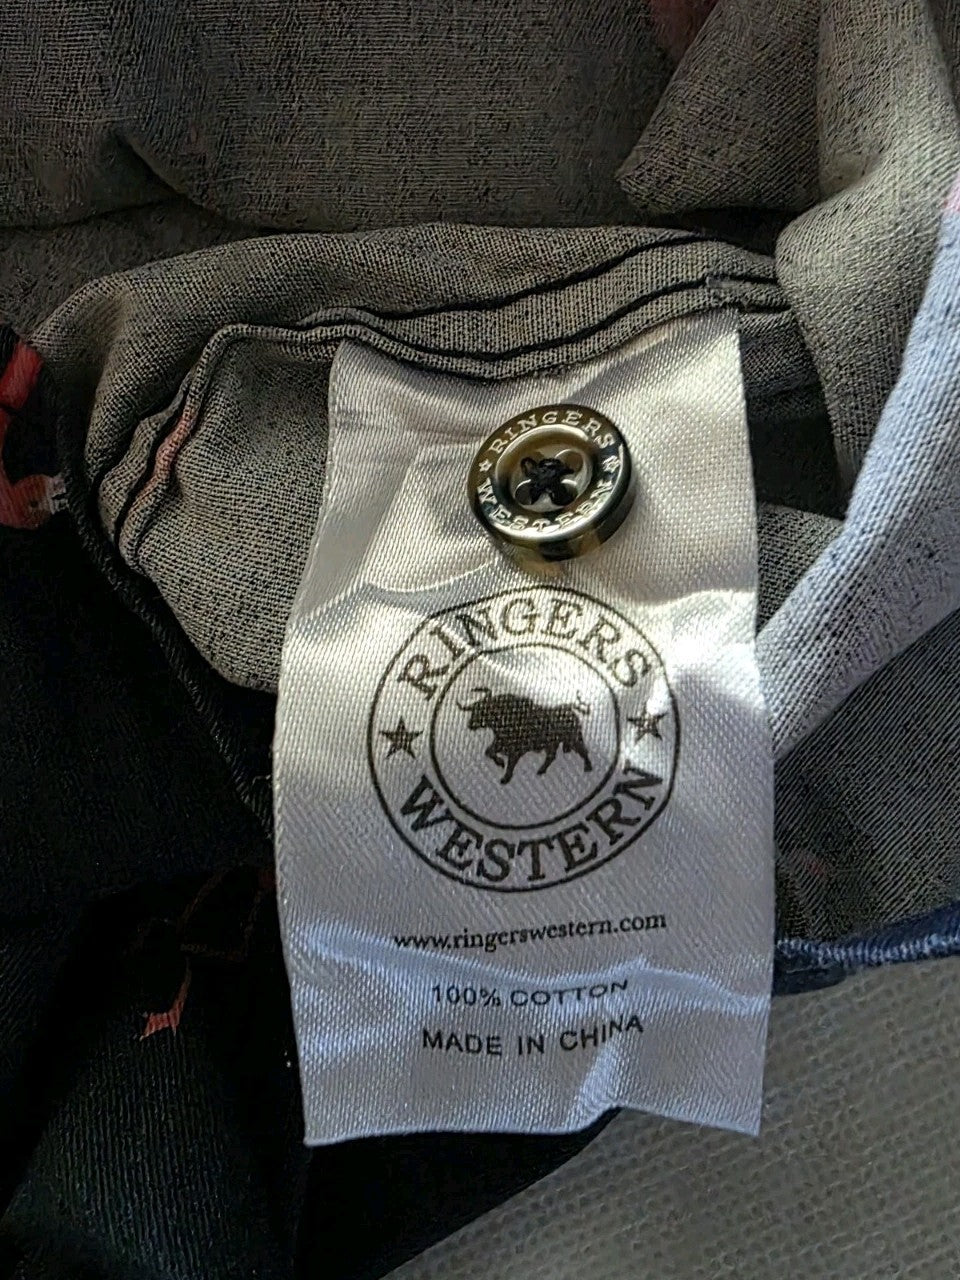 RINGERS
WESTERN
RINGERS
WESTERN
www.ringerswestern.com
100% COTTON
MADE IN CHINA